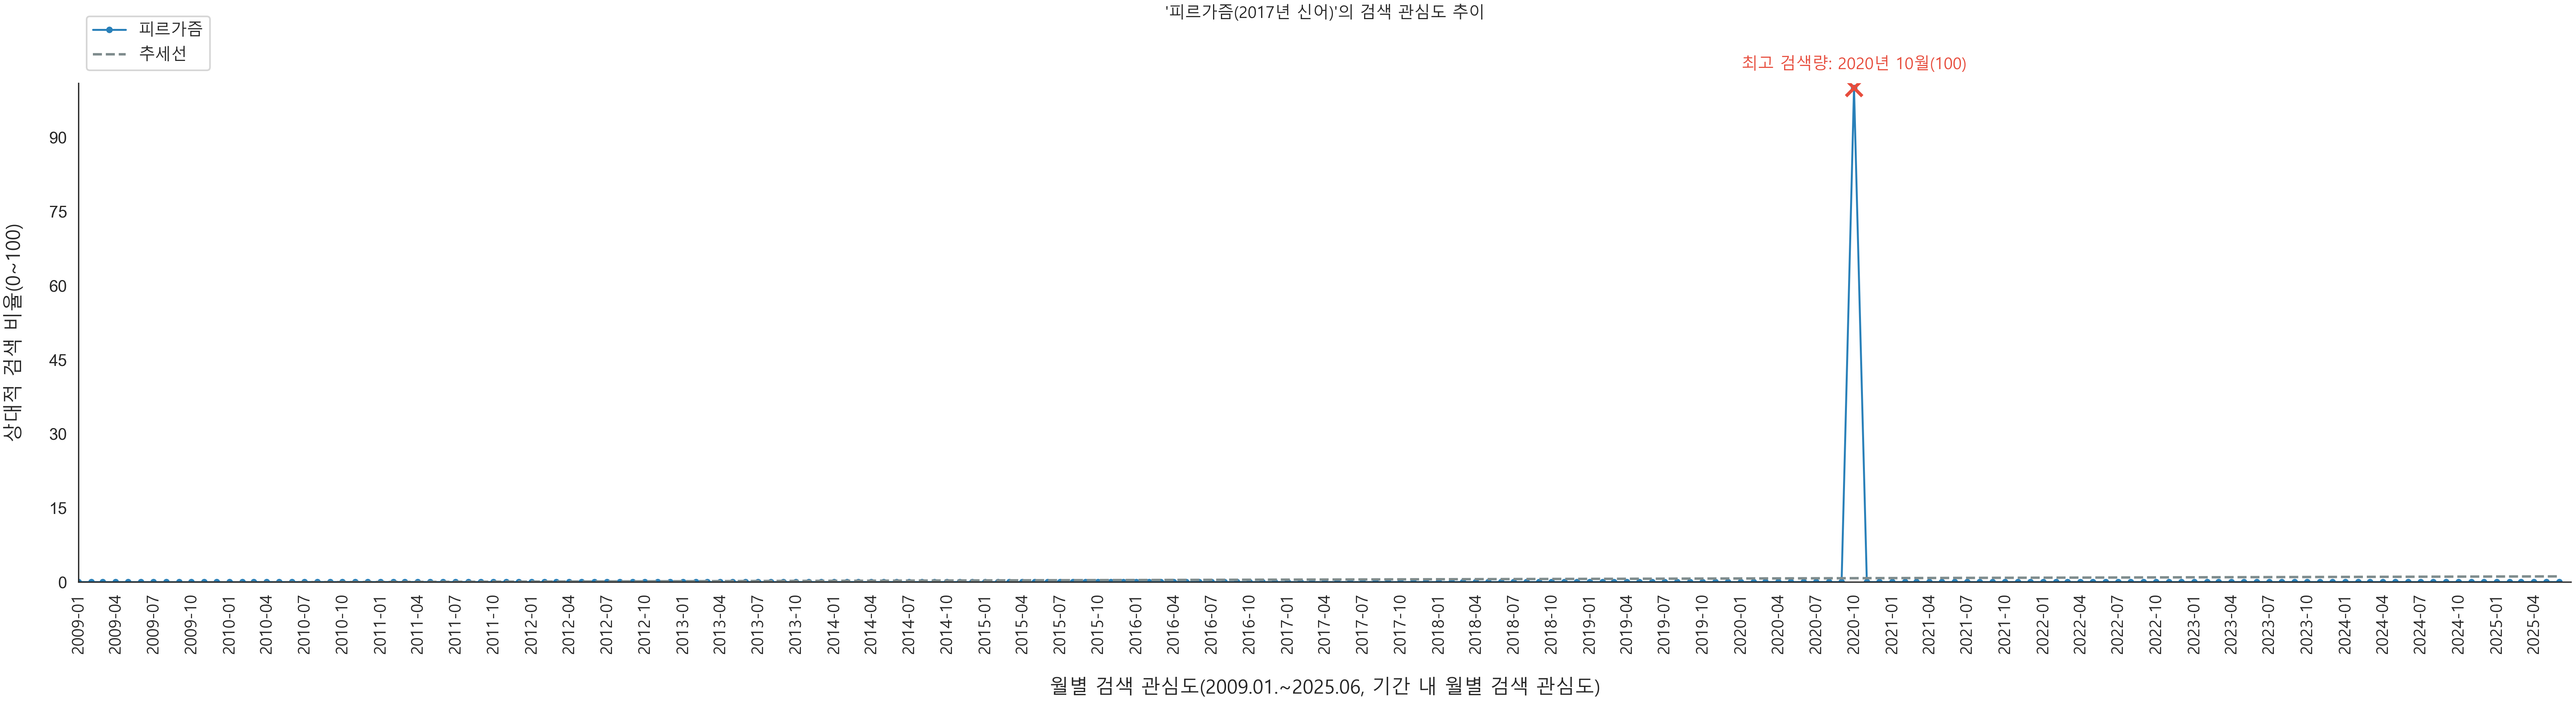 '피르가즘(2017년 신어)'의 검색 관심도 추이
피르가즘
추세선
최고 검색량: 2020년 10월(100)
상대적 검색 비율(0~100)
90
75
60
45
30
15
0
2009-01 2009-04 2009-07 2009-10 2010-01 2010-04 2010-07 2010-10 2011-01 2011-04 2011-07 2011-10 2012-01 2012-04 2012-07 2012-10 2013-01 2013-04 2013-07 2013-10 2014-01 2014-04 2014-07 2014-10 2015-01 2015-04 2015-07 2015-10 2016-01 2016-04 2016-07 2016-10 2017-01 2017-04 2017-07 2017-10 2018-01 2018-04 2018-07 2018-10 2019-01 2019-04 2019-07 2019-10 2020-01 2020-04 2020-07 2020-10 2021-01 2021-04 2021-07 2021-10 2022-01 2022-04 2022-07 2022-10 2023-01 2023-04 2023-07 2023-10 2024-01 2024-04 2024-07 2024-10 2025-01 2025-04
월별 검색 관심도(2009.01.~2025.06, 기간 내 월별 검색 관심도)